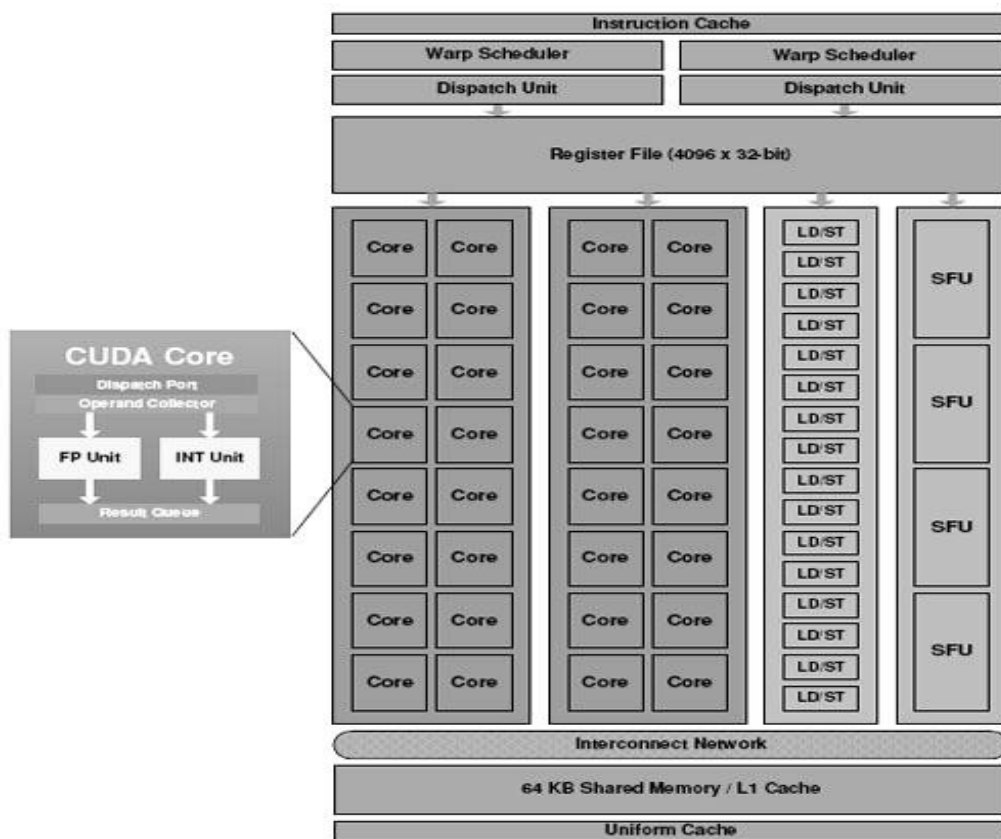 Instruction Cache
Warp Scheduler Warp Scheduler
Dispatch Unit Dispatch Unit
Register File (4096 x 32-bit)
Core Core Core Core LD/ST SFU
LD/ST
Core Core Core Core LD/ST
LD/ST
CUDA Core
Dispatch Port
Operand Collector
FP Unit INT Unit
Result Queue
Core Core Core Core LD/ST SFU
LD/ST
Core Core Core Core LD/ST
LD/ST
Core Core Core Core LD/ST SFU
LD/ST
Core Core Core Core LD/ST
LD/ST
Core Core Core Core LD/ST SFU
LD/ST
Core Core Core Core LD/ST
LD/ST
Interconnect Network
64 KB Shared Memory / L1 Cache
Uniform Cache